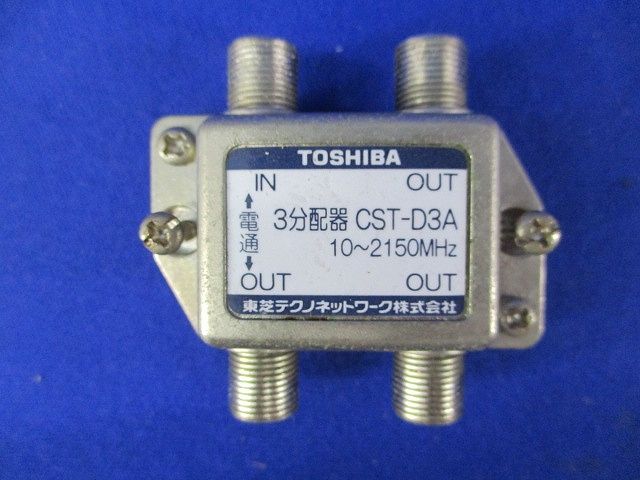 TOSHIBA
IN OUT
↑
電通
↓
3分配器 CST-D3A
10～2150MHz
OUT OUT
東芝テクノネットワーク株式会社